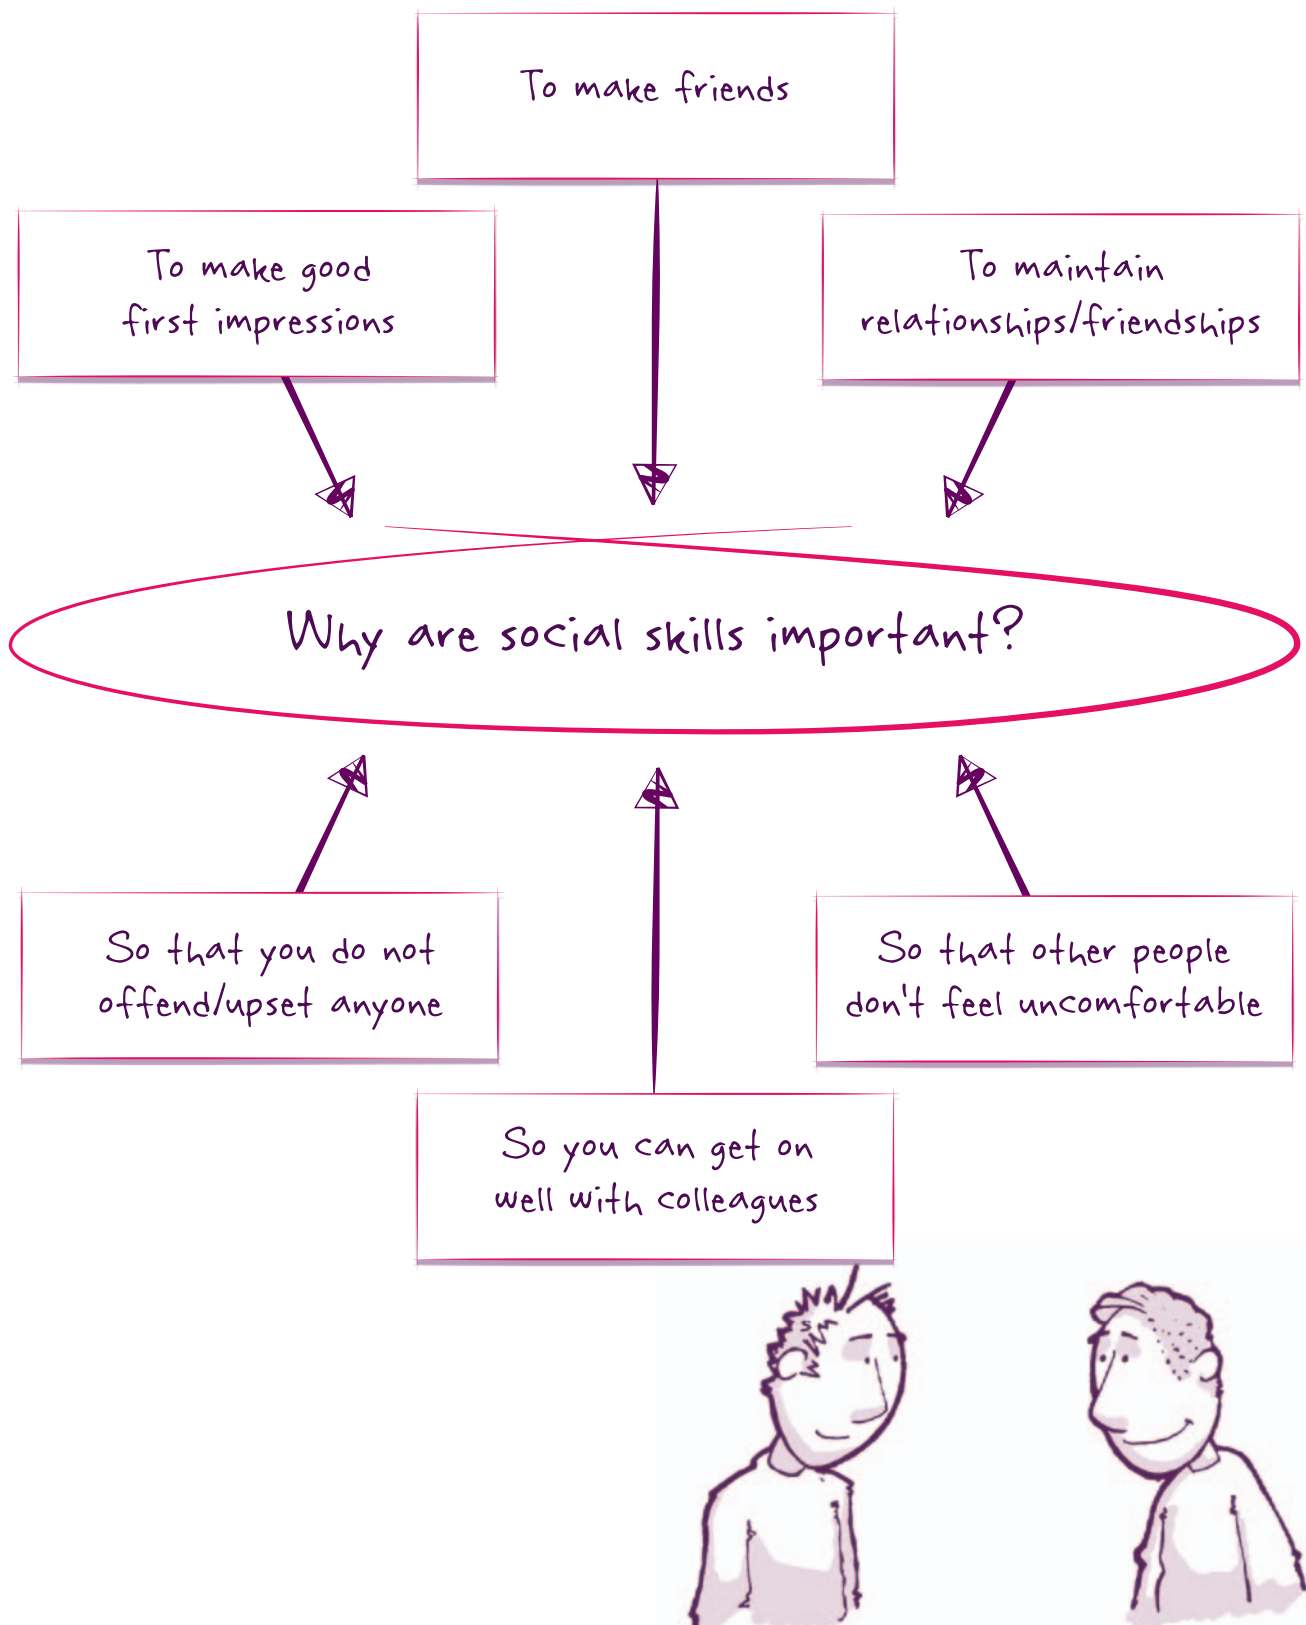 To make friends
To make good
first impressions
To maintain
relationships/friendships
Why are social skills important?
So that you do not
offend/upset anyone
So that other people
don't feel uncomfortable
So you can get on
well with colleagues